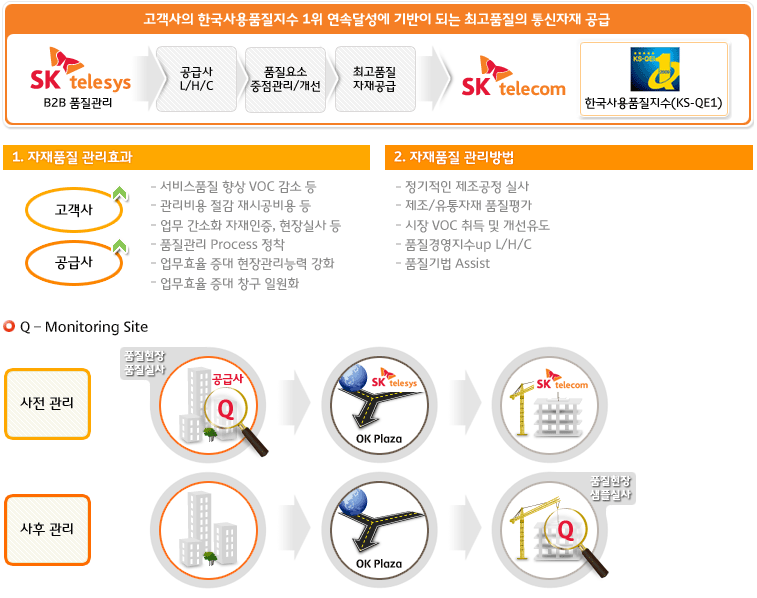 고객사의 한국사용품질지수 1위 연속달성에 기반이 되는 최고품질의 통신자재 공급
SK telesys
B2B 품질관리
공급사
L/H/C
품질요소
중점관리/개선
최고품질
자재공급
SK telecom
KS-QEI
한국사용품질지수(KS-QE1)
1. 자재품질 관리효과
고객사
공급사
- 서비스품질 향상 VOC 감소 등
- 관리비용 절감 재시공비용 등
- 업무 간소화 자재인증, 현장실사 등
- 품질관리 Process 정착
- 업무효율 증대 현장관리능력 강화
- 업무효율 증대 창구 일원화
2. 자재품질 관리방법
- 정기적인 제조공정 실사
- 제조/유통자재 품질평가
- 시장 VOC 취득 및 개선유도
- 품질경영지수up L/H/C
- 품질기법 Assist
Q – Monitoring Site
사전 관리
품질현장
품질실사
공급사
Q
SK telesys
OK Plaza
SK telecom
사후 관리
OK Plaza
품질현장
샘플실사
Q